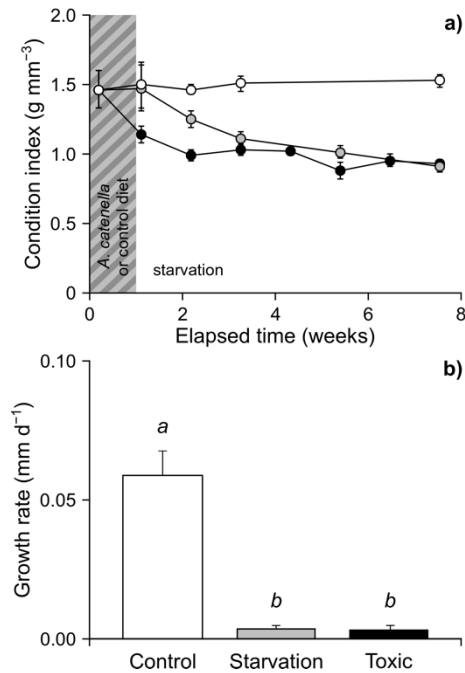 a)
2.0
1.5
1.0
0.5
0
Condition index (g mm⁻³)
A. catenella
or control diet
starvation
0 2 4 6 8
Elapsed time (weeks)
b)
0.10
0.05
0.00
Growth rate (mm d⁻¹)
a
b
b
Control Starvation Toxic